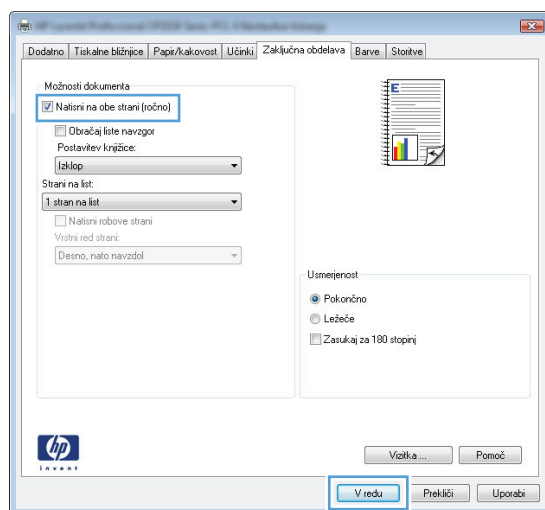 Dodatno Tiskalne bližnjice Papir/kakovost Učinki Zaključna obdelava Barve Storitve
Možnosti dokumenta
Natisni na obe strani (ročno)
Obračaj liste navzgor
Postavitev knjižice:
Izklop
Strani na list:
1 stran na list
Natisni robove strani
Vrstni red strani:
Desno, nato navzdol
E
Usmerjenost
Pokončno
Ležeče
Zasukaj za 180 stopinj
hp
invent
Vizitka ... Pomoč
V redu Prekliči Uporabi